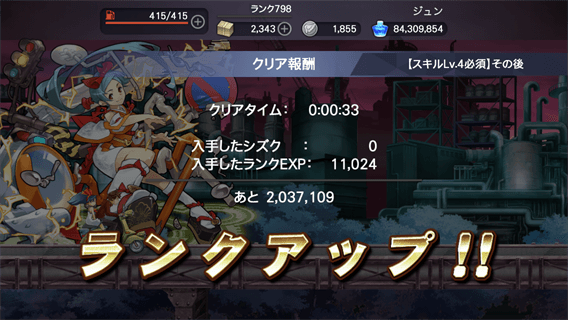 ランク798
ジュン
415/415
2,343
1,855
84,309,854
クリア報酬
【スキルLv.4必須】その後
クリアタイム： 0:00:33
入手したシズク ： 0
入手したランクEXP： 11,024
あと 2,037,109
ランクアップ!!